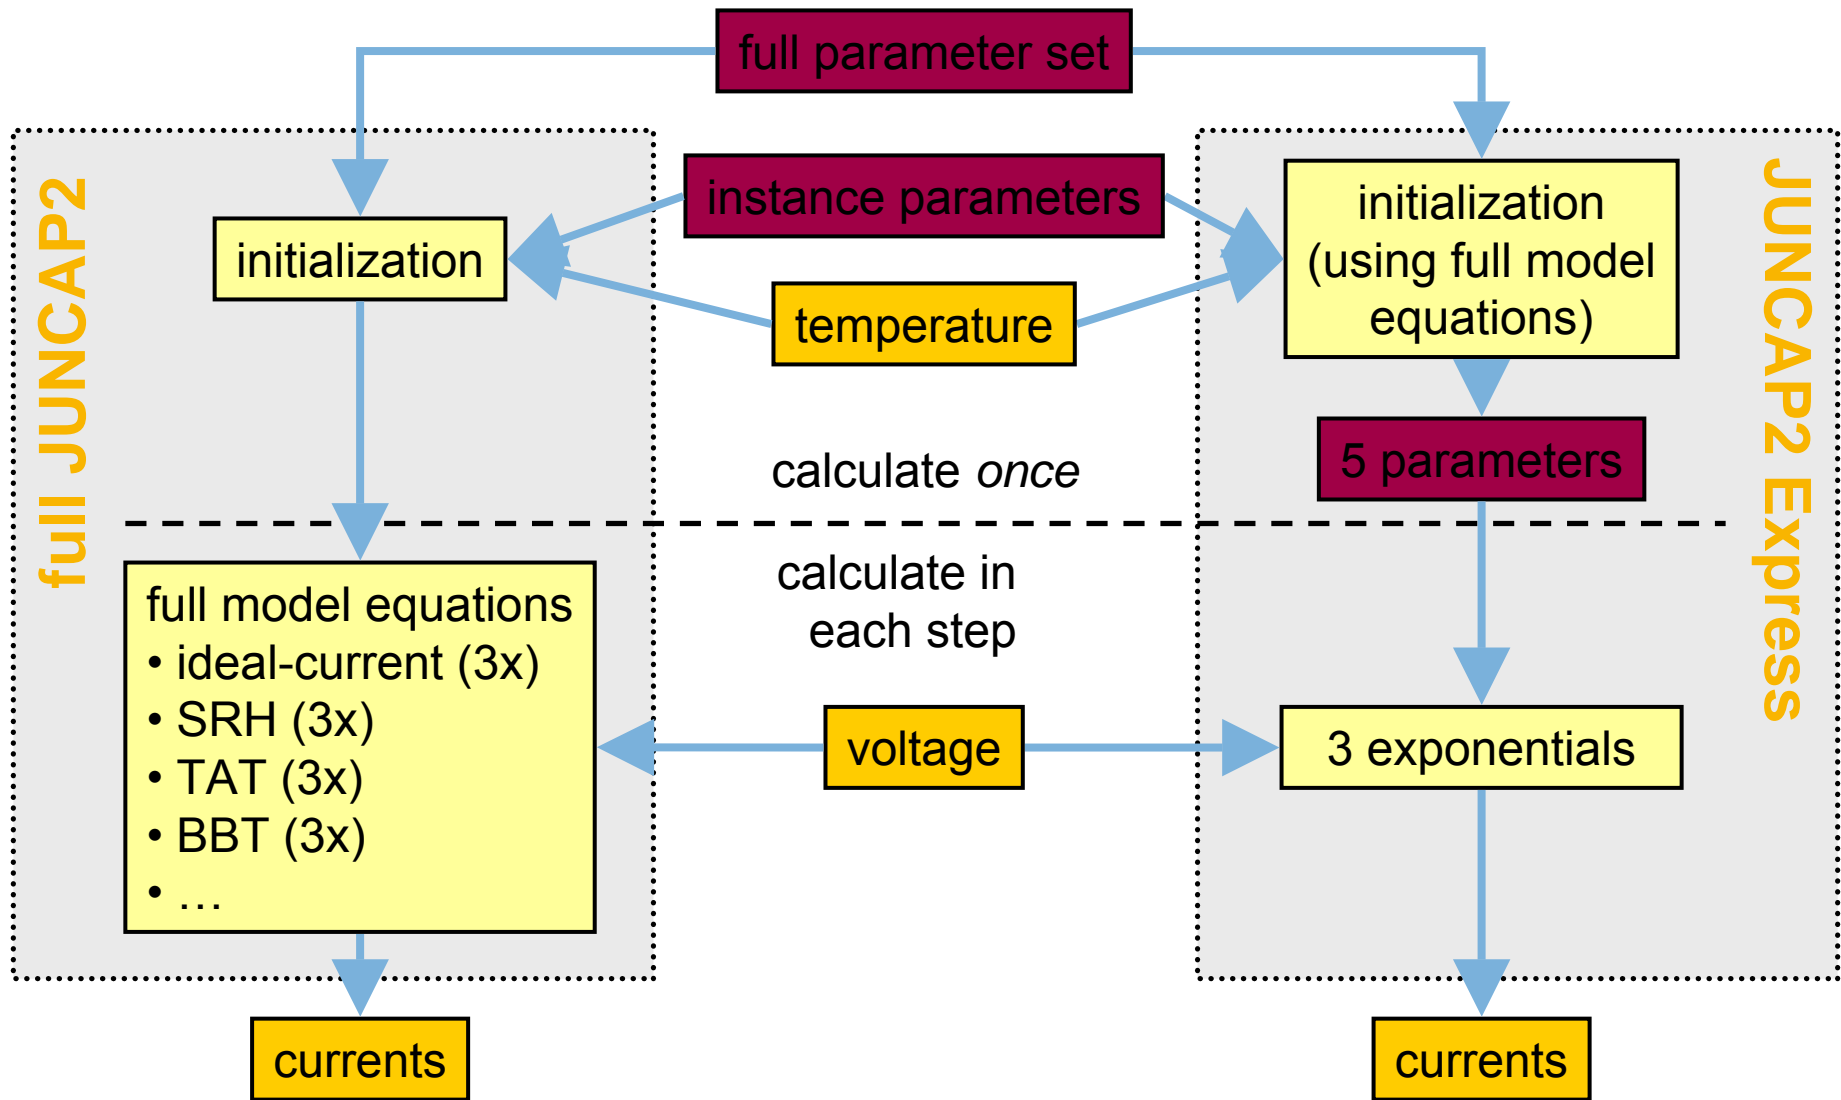 full parameter set
full JUNCAP2
initialization
instance parameters
temperature
initialization
(using full model
equations)
JUNCAP2 Express
5 parameters
calculate once
calculate in
each step
full model equations
• ideal-current (3x)
• SRH (3x)
• TAT (3x)
• BBT (3x)
• …
voltage
3 exponentials
currents
currents